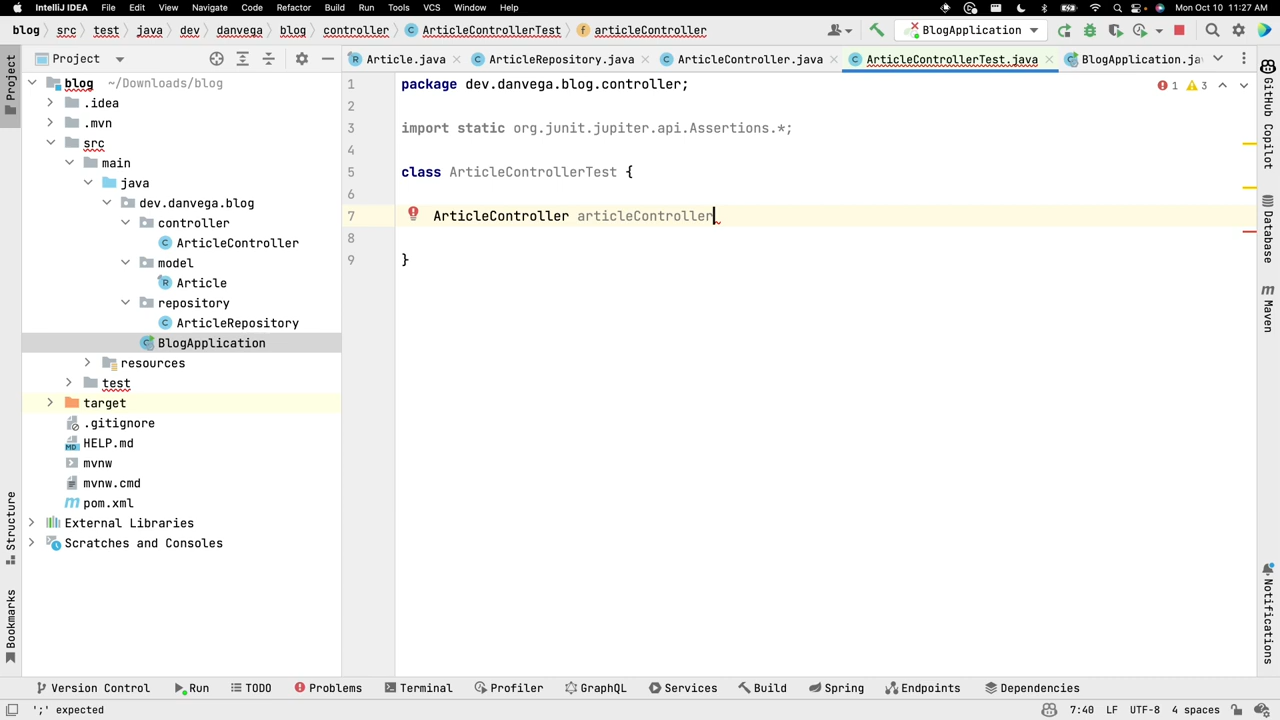 IntelliJ IDEA File Edit View Navigate Code Refactor Build Run Tools VCS Window Help Mon Oct 10 11:27 AM
blog src test java dev danvega blog controller ArticleControllerTest articleController BlogApplication
Project Article.java ArticleRepository.java ArticleController.java ArticleControllerTest.java BlogApplication.ja
Project
blog ~/Downloads/blog
.idea
.mvn
src
main
java
dev.danvega.blog
controller
ArticleController
model
Article
repository
ArticleRepository
BlogApplication
resources
test
target
.gitignore
HELP.md
mvnw
mvnw.cmd
pom.xml
External Libraries
Scratches and Consoles
Structure
Bookmarks
1 package dev.danvega.blog.controller;
2
3 import static org.junit.jupiter.api.Assertions.*;
4
5 class ArticleControllerTest {
6
7 ArticleController articleController
8
9 }
1 3
GitHub Copilot
Database
Maven
Notifications
Version Control Run TODO Problems Terminal Profiler GraphQL Services Build Spring Endpoints Dependencies
';' expected 7:40 LF UTF-8 4 spaces